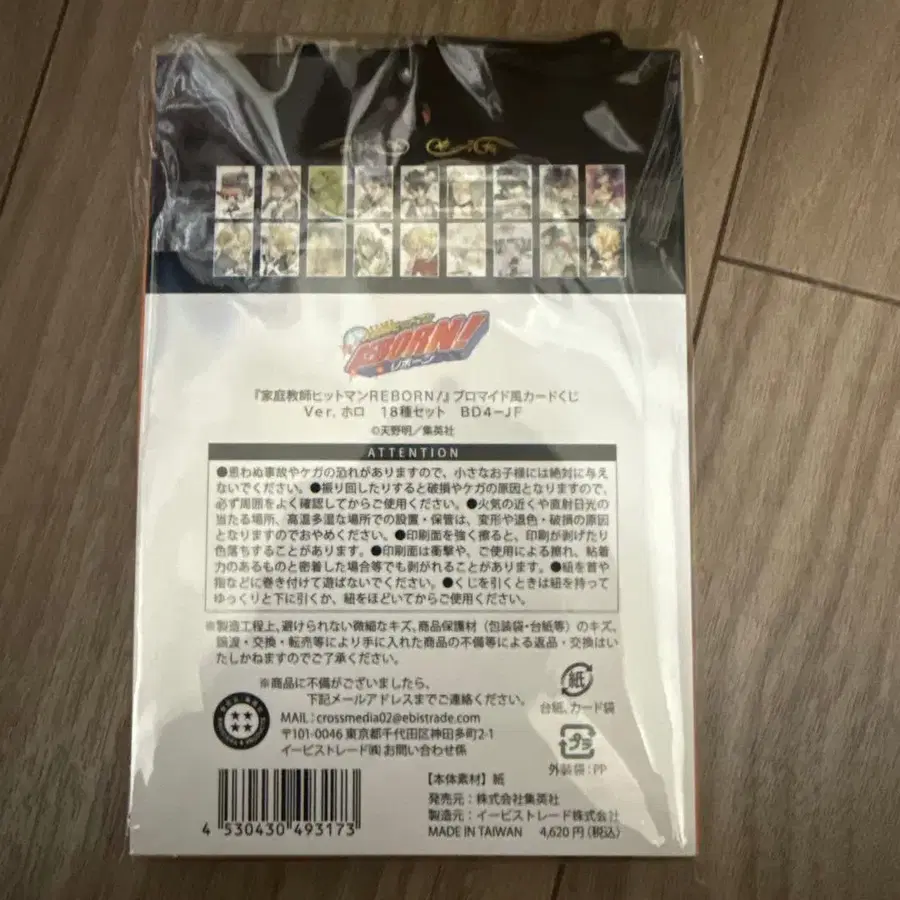 家庭教師ヒットマン
REBORN!
リボーン
『家庭教師ヒットマンREBORN!』ブロマイド風カードくじ
Ver. ホロ 18種セット BD4-JF
©天野明/集英社
ATTENTION
●思わぬ事故やケガの恐れがありますので、小さなお子様には絶対に与え
ないでください。●振り回したりすると破損やケガの原因となりますので、
必ず周囲をよく確認してからご使用ください。●火気の近くや直射日光の
当たる場所、高温多湿な場所での設置・保管は、変形や退色・破損の原因
となりますのでおやめください。●印刷面を強く擦ると、印刷が剥げたり
色落ちすることがあります。●印刷面は衝撃や、ご使用による擦れ、粘着
力のあるものと密着した場合等でも剥がれることがあります。●紐を首や
指などに巻き付けて遊ばないでください。●くじを引くときは紐を持って
ゆっくりと下に引くか、紐をほどいてからご使用ください。
※製造工程上、避けられない微細なキズ、商品保護材(包装袋・台紙等)のキズ、
譲渡・交換・転売等により手に入れた商品の不備等による返品・交換はい
たしかねますのでご了承ください。
※商品に不備がございましたら、
下記メールアドレスまでご連絡ください。
MAIL:crossmedia02@ebistrade.com
〒101-0046 東京都千代田区神田多町2-1
イービストレード㈱ お問い合わせ係
紙
台紙、カード袋
プラ
外装袋:PP
4 530430 493173
【本体素材】紙
発売元:株式会社集英社
製造元:イービストレード株式会社
MADE IN TAIWAN 4,620円(税込)